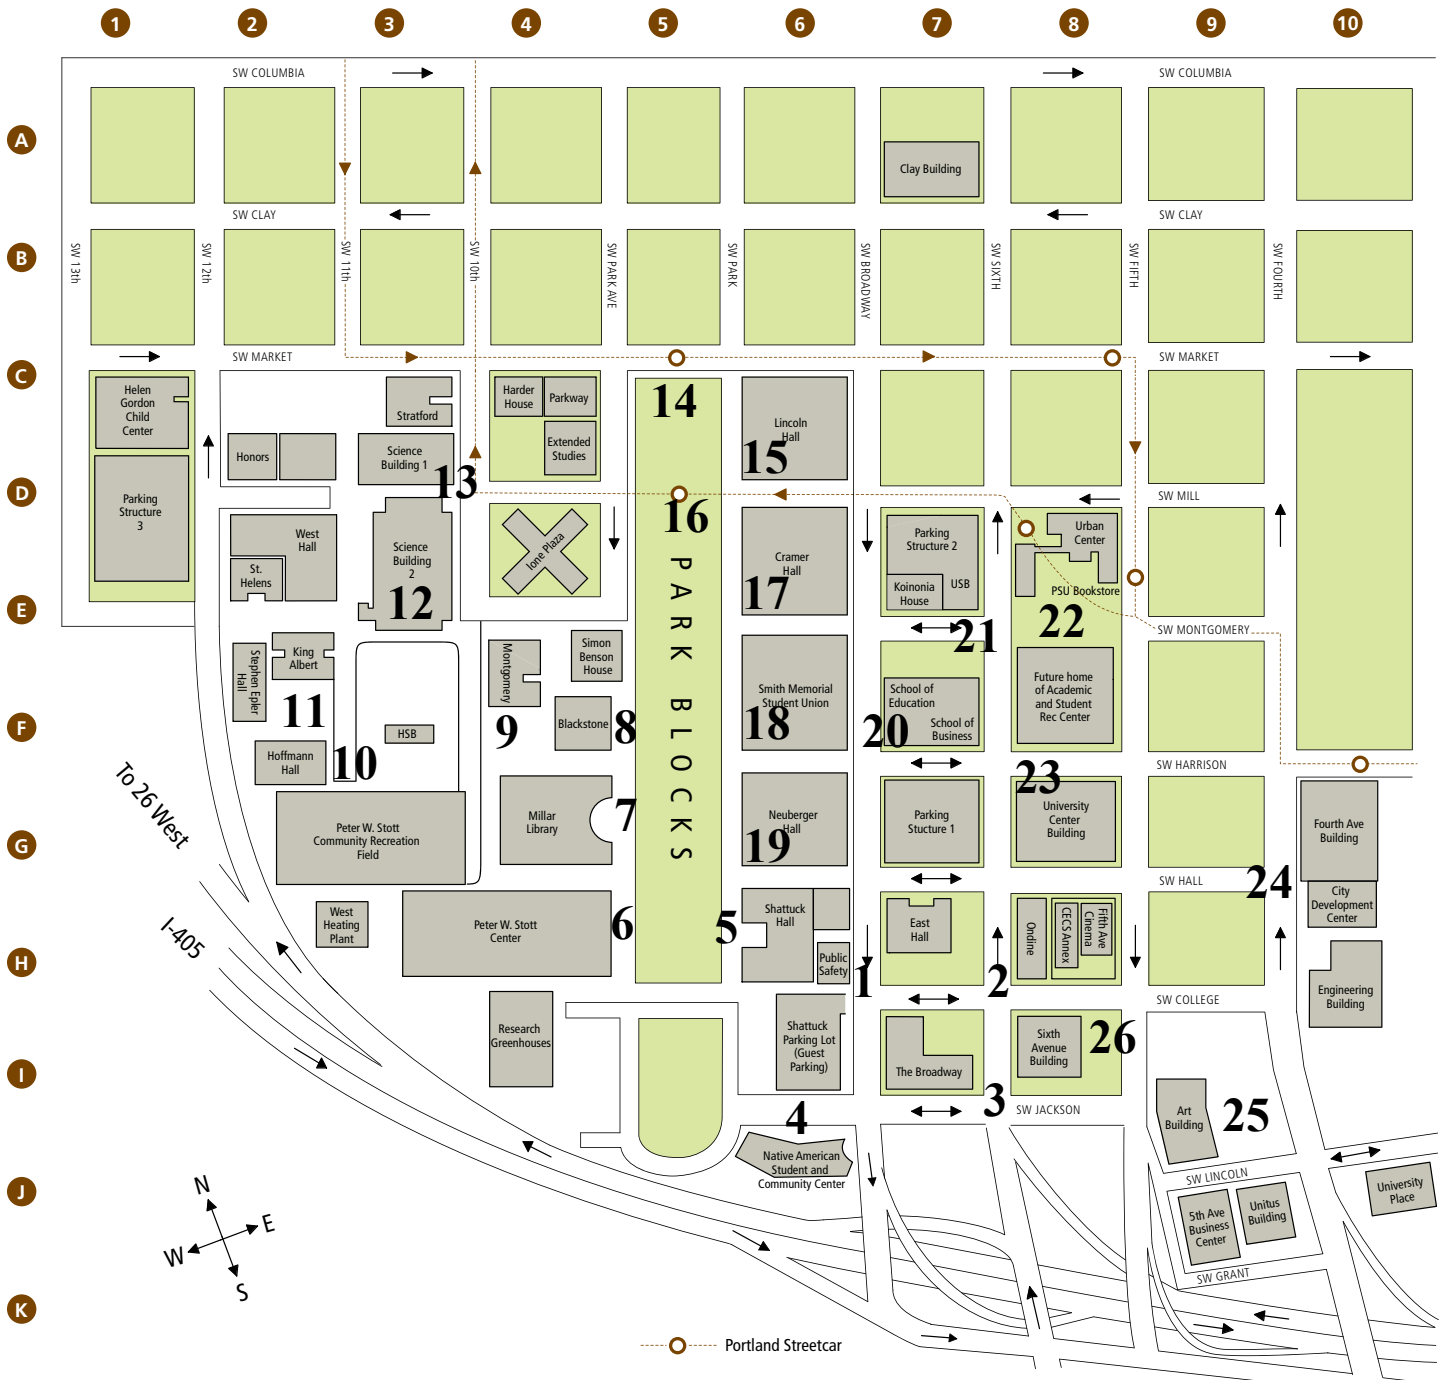 1 2 3 4 5 6 7 8 9 10
SW COLUMBIA
SW COLUMBIA
A
Clay Building
SW CLAY
SW CLAY
B
SW 13th
SW 12th
SW 11th
SW 10th
SW PARK AVE
SW PARK
SW BROADWAY
SW SIXTH
SW FIFTH
SW FOURTH
SW MARKET
SW MARKET
C
Helen
Gordon
Child
Center
Stratford
Harder
House
Parkway
14
Lincoln
Hall
15
Honors
Science
Building 1
13
Extended
Studies
D
Parking
Structure
3
SW MILL
16
West
Hall
St.
Helens
Science
Building
2
12
Ione Plaza
Cramer
Hall
17
Parking
Structure 2
Koinonia
House
USB
Urban
Center
PSU Bookstore
22
E
21
SW MONTGOMERY
PARK BLOCKS
Stephen Epler
Hall
King
Albert
11
Montgomery
Simon
Benson
House
Smith Memorial
Student Union
18
School of
Education
School of
Business
20
Future home
of Academic
and Student
Rec Center
F
HSB
9
Blackstone
8
Hoffmann
Hall
10
SW HARRISON
23
To 26 West
Peter W. Stott
Community Recreation
Field
Millar
Library
7
Neuberger
Hall
19
Parking
Stucture 1
University
Center
Building
Fourth Ave
Building
G
SW HALL
24
City
Development
Center
West
Heating
Plant
Peter W. Stott
Center
6
5
Shattuck
Hall
East
Hall
Ondine
CECS Annex
Fifth Ave
Cinema
I-405
H
Public
Safety
1
2
Engineering
Building
SW COLLEGE
Research
Greenhouses
Shattuck
Parking Lot
(Guest
Parking)
The Broadway
Sixth
Avenue
Building
26
I
3
SW JACKSON
4
Art
Building
25
Native American
Student and
Community Center
SW LINCOLN
University
Place
J
5th Ave
Business
Center
Unitus
Building
N
E
W
S
SW GRANT
K
Portland Streetcar